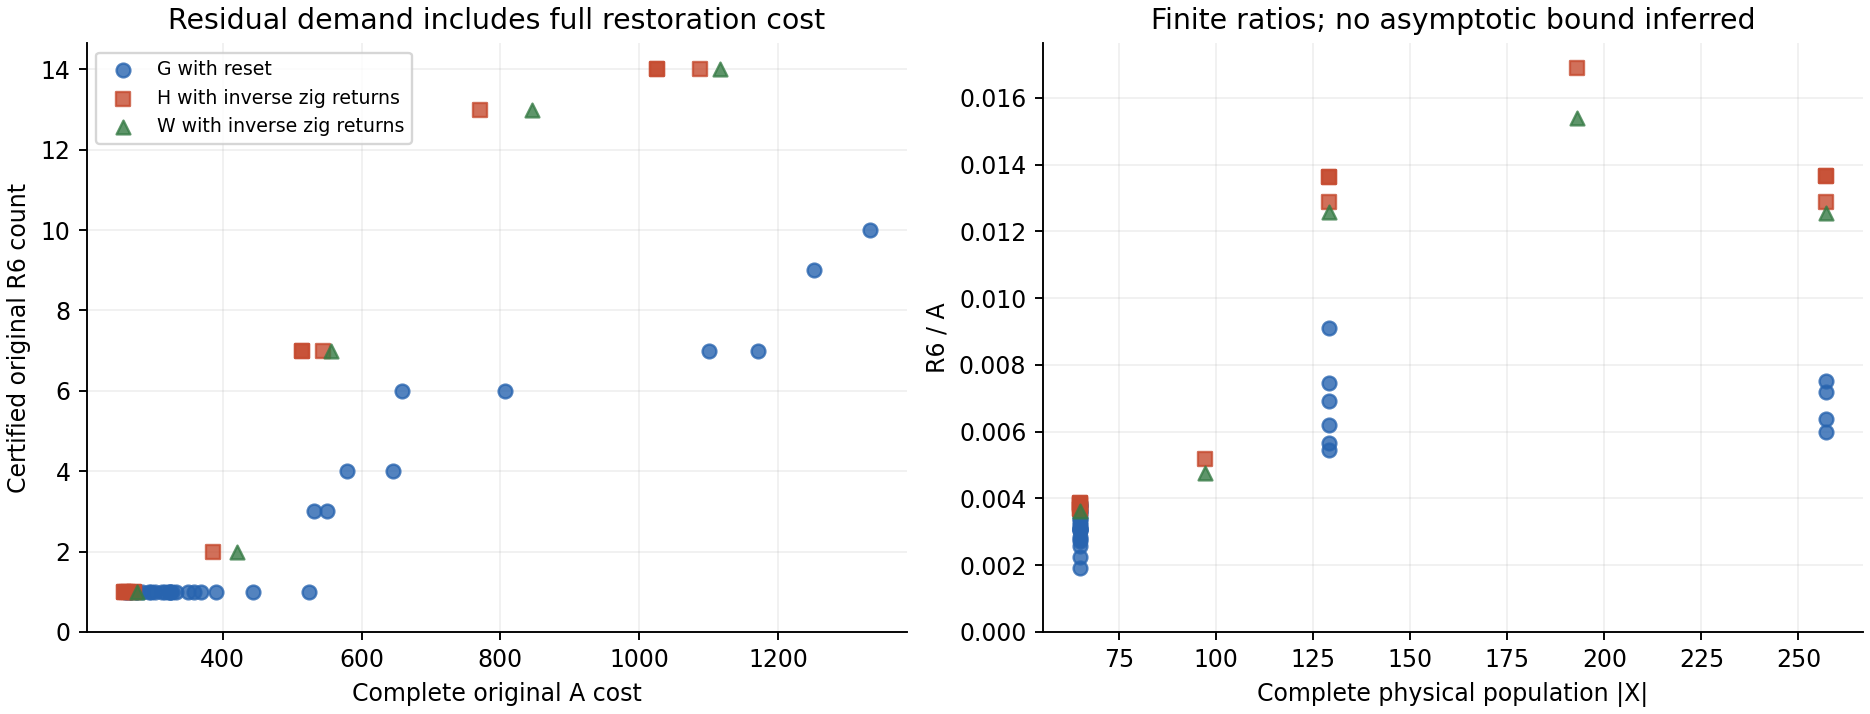 Residual demand includes full restoration cost
G with reset
H with inverse zig returns
W with inverse zig returns
Certified original R6 count
14
12
10
8
6
4
2
0
400 600 800 1000 1200
Complete original A cost
Finite ratios; no asymptotic bound inferred
R6 / A
0.016
0.014
0.012
0.010
0.008
0.006
0.004
0.002
0.000
75 100 125 150 175 200 225 250
Complete physical population |X|